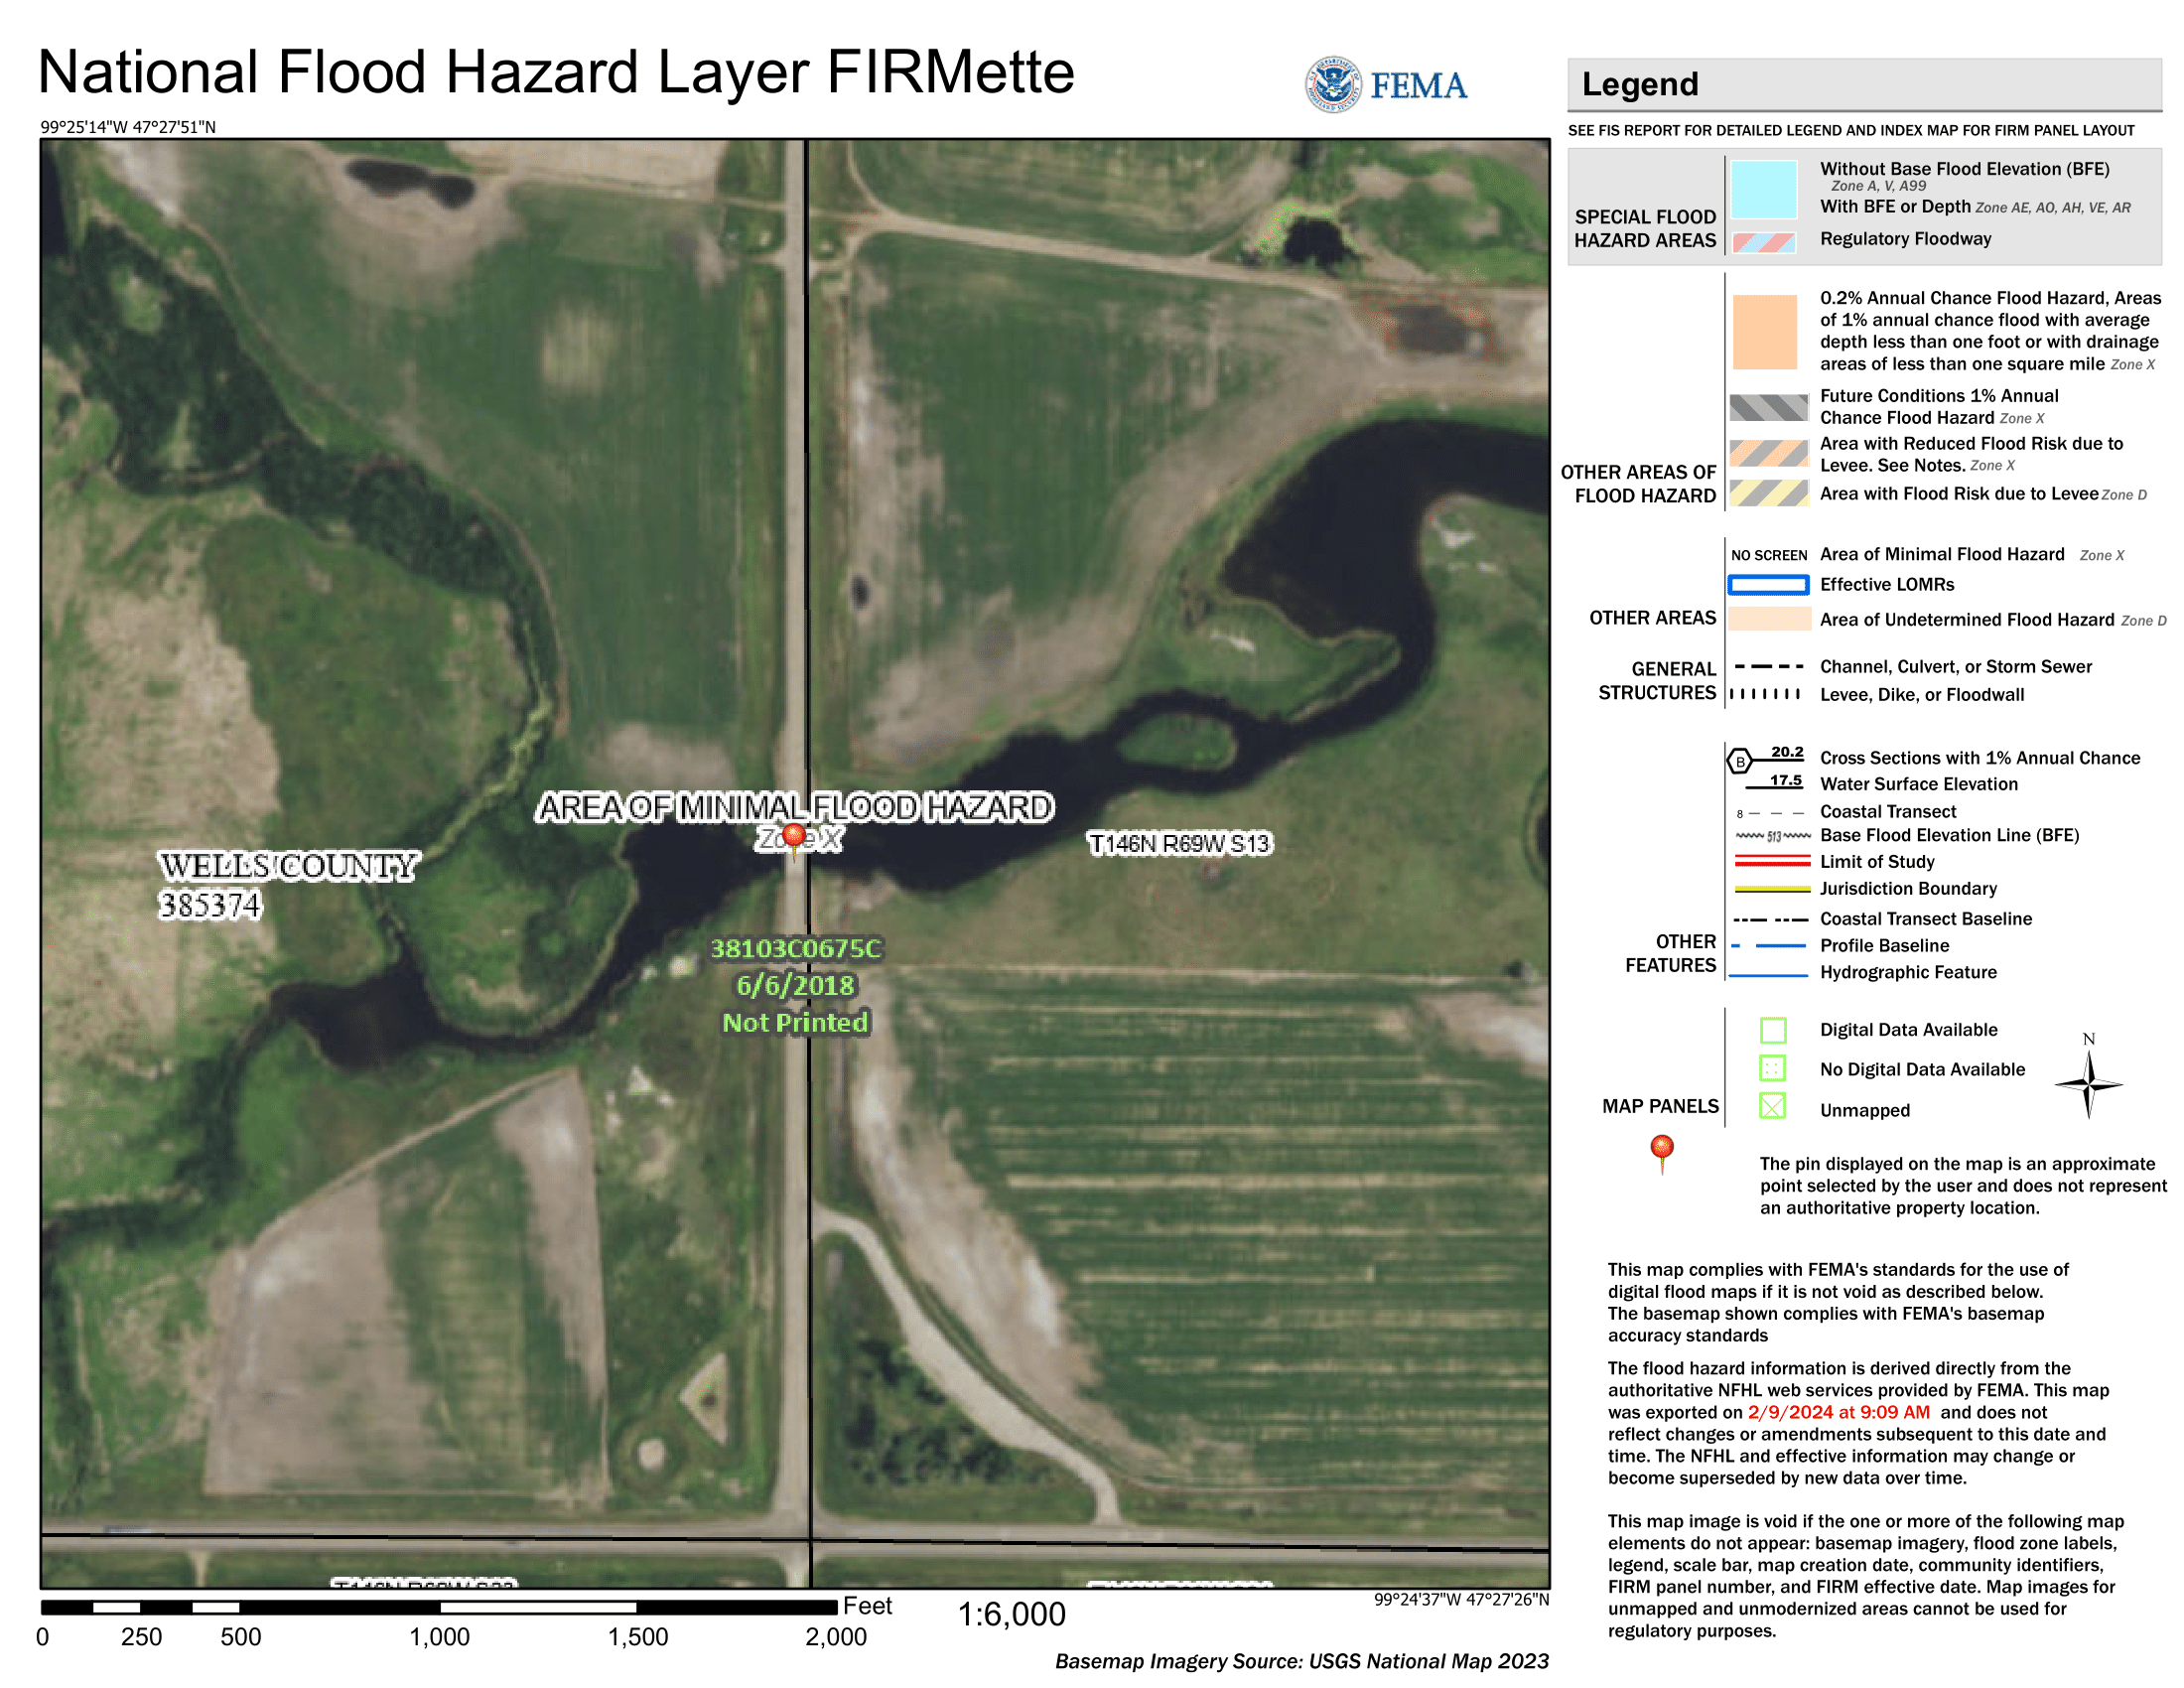 National Flood Hazard Layer FIRMette
FEMA
99°25'14"W 47°27'51"N
AREA OF MINIMAL FLOOD HAZARD
Zone X
T146N R69W S13
WELLS COUNTY
385374
38103C0675C
6/6/2018
Not Printed
99°24'37"W 47°27'26"N
Feet
1:6,000
0 250 500 1,000 1,500 2,000
Basemap Imagery Source: USGS National Map 2023
Legend
SEE FIS REPORT FOR DETAILED LEGEND AND INDEX MAP FOR FIRM PANEL LAYOUT
SPECIAL FLOOD
HAZARD AREAS
Without Base Flood Elevation (BFE)
Zone A, V, A99
With BFE or Depth Zone AE, AO, AH, VE, AR
Regulatory Floodway
OTHER AREAS OF
FLOOD HAZARD
0.2% Annual Chance Flood Hazard, Areas
of 1% annual chance flood with average
depth less than one foot or with drainage
areas of less than one square mile Zone X
Future Conditions 1% Annual
Chance Flood Hazard Zone X
Area with Reduced Flood Risk due to
Levee. See Notes. Zone X
Area with Flood Risk due to Levee Zone D
OTHER AREAS
NO SCREEN Area of Minimal Flood Hazard Zone X
Effective LOMRs
Area of Undetermined Flood Hazard Zone D
GENERAL
STRUCTURES
Channel, Culvert, or Storm Sewer
Levee, Dike, or Floodwall
OTHER
FEATURES
B 20.2 Cross Sections with 1% Annual Chance
17.5 Water Surface Elevation
8 Coastal Transect
513 Base Flood Elevation Line (BFE)
Limit of Study
Jurisdiction Boundary
Coastal Transect Baseline
Profile Baseline
Hydrographic Feature
MAP PANELS
Digital Data Available
No Digital Data Available
Unmapped
N
The pin displayed on the map is an approximate
point selected by the user and does not represent
an authoritative property location.
This map complies with FEMA's standards for the use of
digital flood maps if it is not void as described below.
The basemap shown complies with FEMA's basemap
accuracy standards
The flood hazard information is derived directly from the
authoritative NFHL web services provided by FEMA. This map
was exported on 2/9/2024 at 9:09 AM and does not
reflect changes or amendments subsequent to this date and
time. The NFHL and effective information may change or
become superseded by new data over time.
This map image is void if the one or more of the following map
elements do not appear: basemap imagery, flood zone labels,
legend, scale bar, map creation date, community identifiers,
FIRM panel number, and FIRM effective date. Map images for
unmapped and unmodernized areas cannot be used for
regulatory purposes.